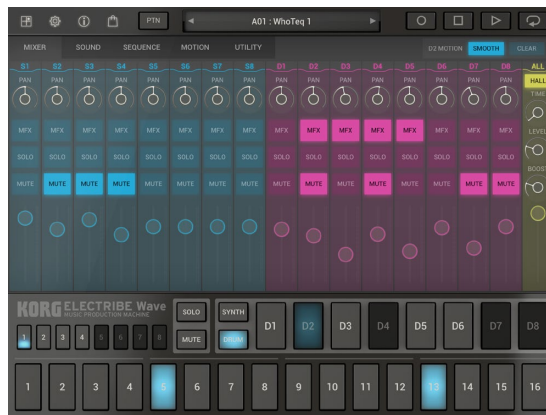 PTN A01 : WhoTeq 1
MIXER SOUND SEQUENCE MOTION UTILITY D2 MOTION SMOOTH CLEAR
S1 S2 S3 S4 S5 S6 S7 S8 D1 D2 D3 D4 D5 D6 D7 D8 ALL
PAN PAN PAN PAN PAN PAN PAN PAN PAN PAN PAN PAN PAN PAN PAN PAN HALL
TIME
MFX MFX MFX MFX MFX MFX MFX MFX MFX MFX MFX MFX MFX MFX MFX MFX LEVEL
SOLO SOLO SOLO SOLO SOLO SOLO SOLO SOLO SOLO SOLO SOLO SOLO SOLO SOLO SOLO SOLO
BOOST
MUTE MUTE MUTE MUTE MUTE MUTE MUTE MUTE MUTE MUTE MUTE MUTE MUTE MUTE MUTE MUTE
KORG ELECTRIBE Wave
MUSIC PRODUCTION MACHINE
SOLO SYNTH
D1 D2 D3 D4 D5 D6 D7 D8
1 2 3 4 5 6 7 8 MUTE DRUM
1 2 3 4 5 6 7 8 9 10 11 12 13 14 15 16